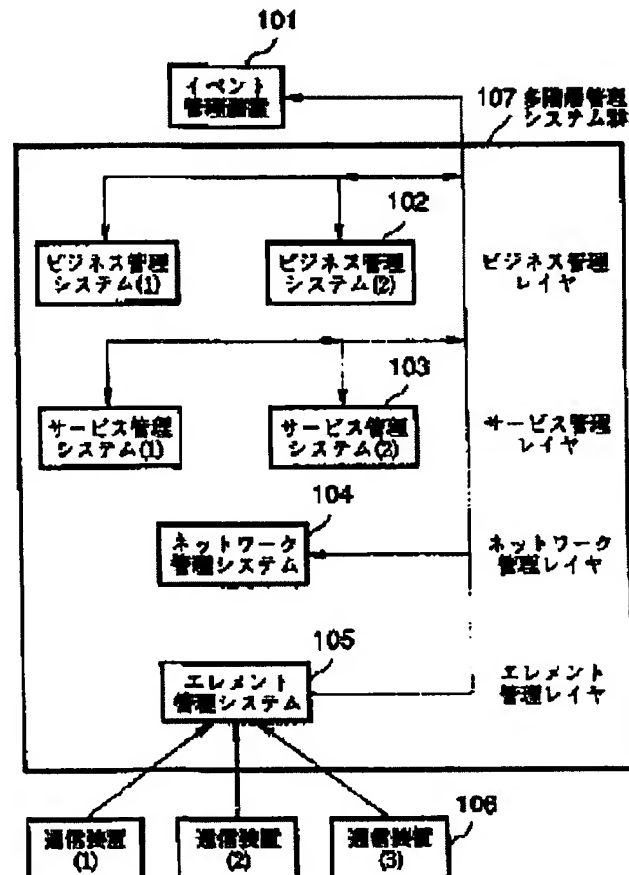 101
イベント
管理装置
107 多階層管理
システム群
102
ビジネス管理
システム(1)
ビジネス管理
システム(2)
ビジネス管理
レイヤ
103
サービス管理
システム(1)
サービス管理
システム(2)
サービス管理
レイヤ
104
ネットワーク
管理システム
ネットワーク
管理レイヤ
105
エレメント
管理システム
エレメント
管理レイヤ
106
通信装置
(1)
通信装置
(2)
通信装置
(3)